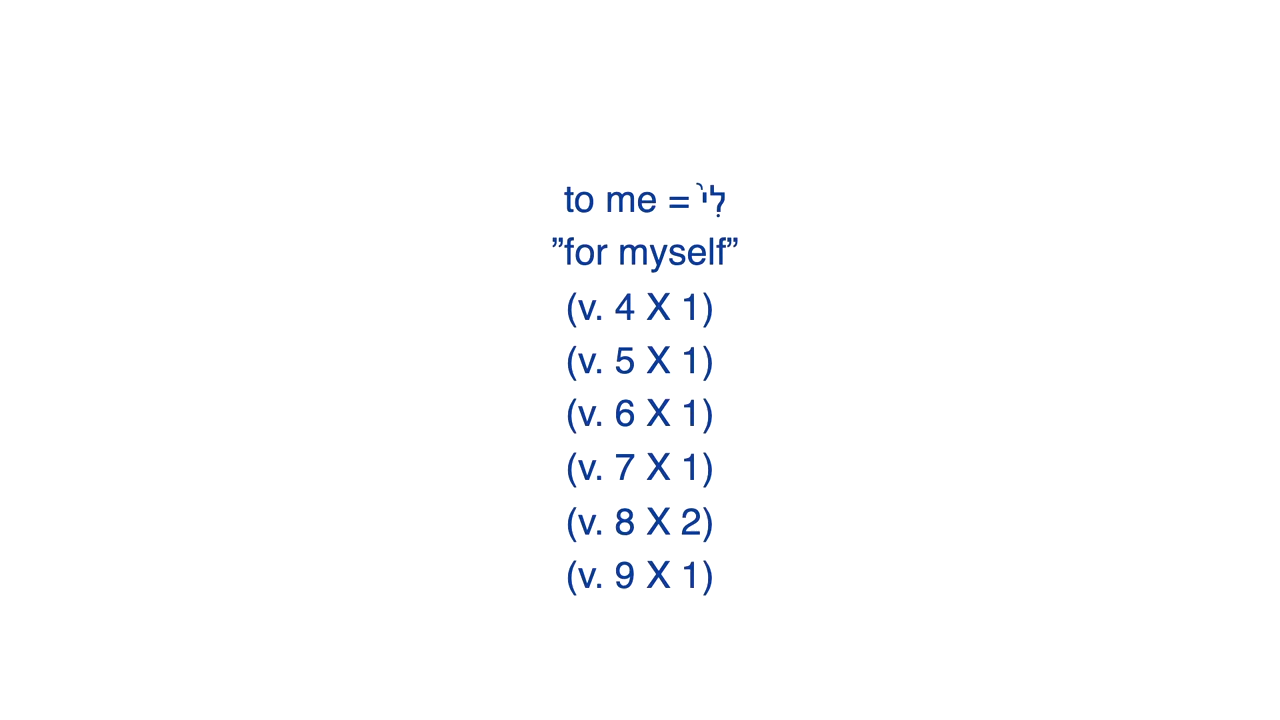 to me = לִי֙
”for myself”
(v. 4 X 1)
(v. 5 X 1)
(v. 6 X 1)
(v. 7 X 1)
(v. 8 X 2)
(v. 9 X 1)